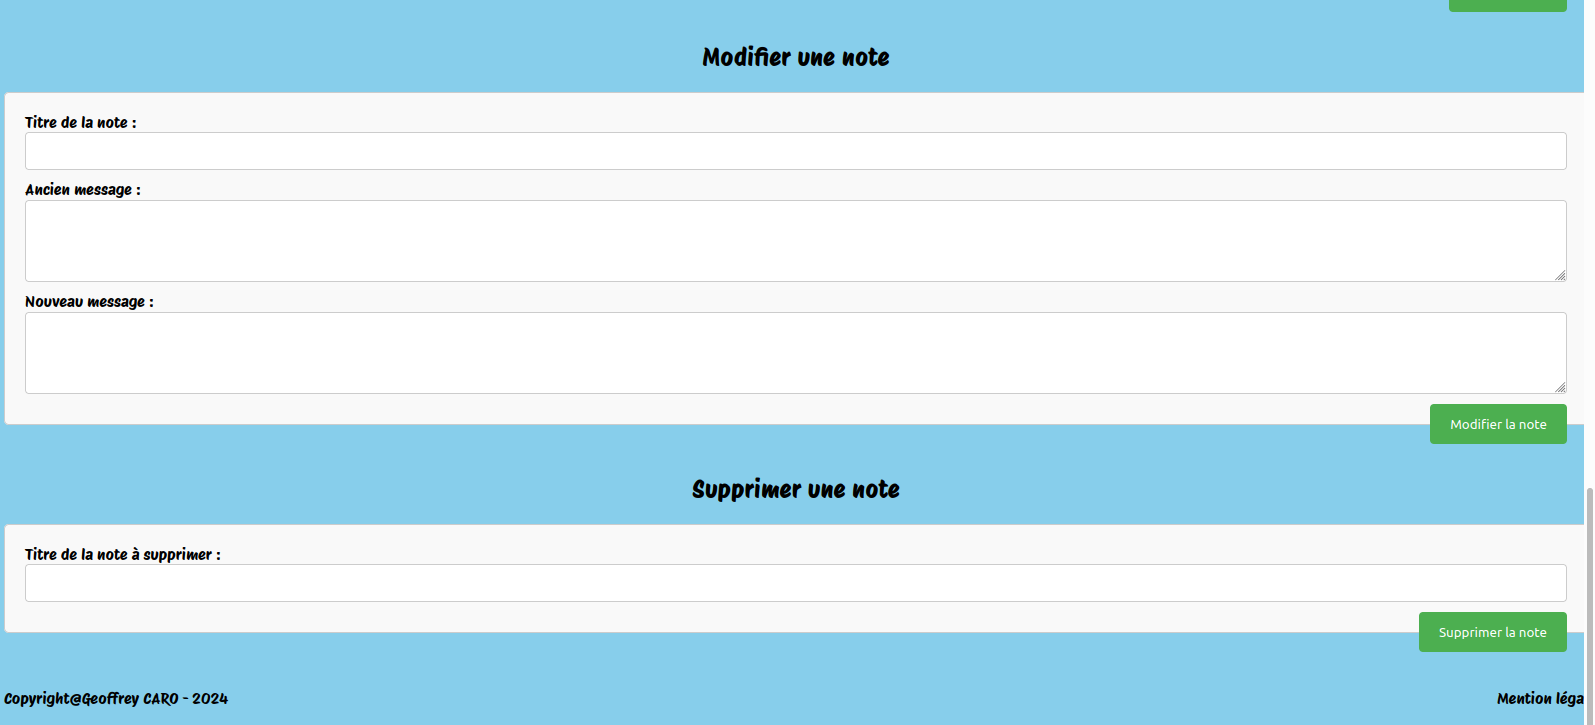 Modifier une note
Titre de la note :
Ancien message :
Nouveau message :
Modifier la note
Supprimer une note
Titre de la note à supprimer :
Supprimer la note
Copyright@Geoffrey CARO - 2024
Mention léga